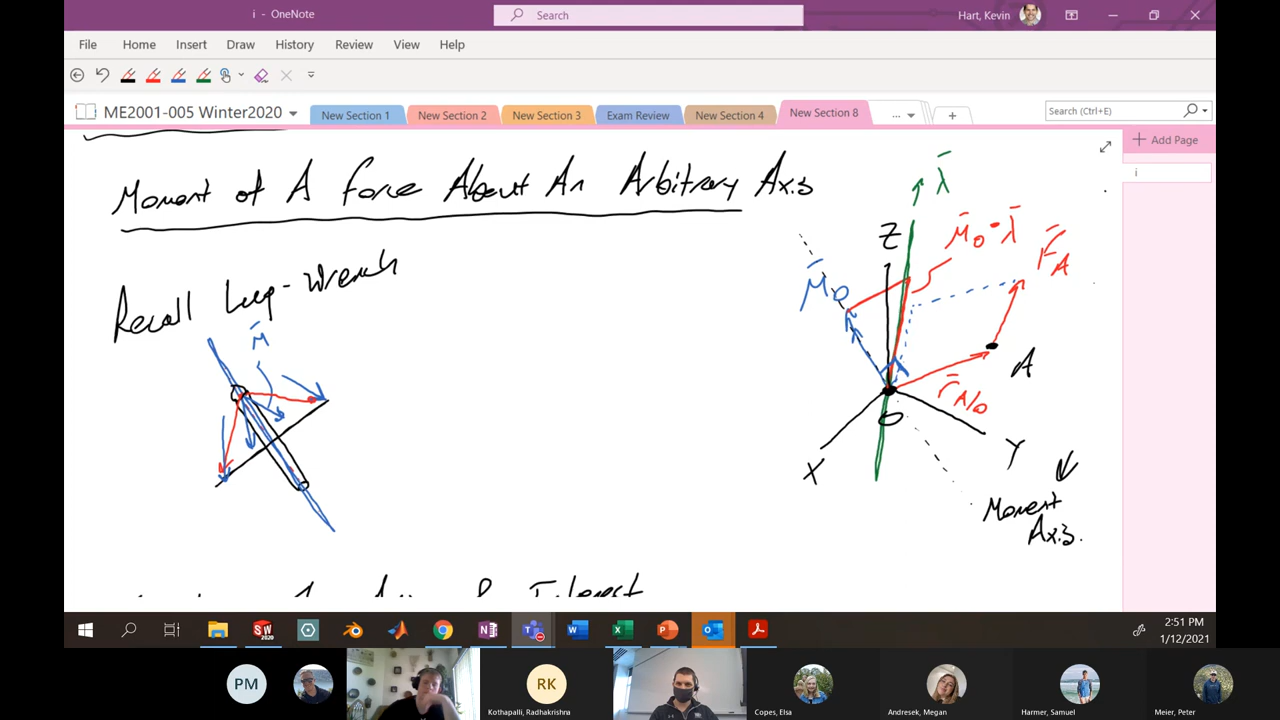 i - OneNote
Search
Hart, Kevin
File Home Insert Draw History Review View Help
ME2001-005 Winter2020
New Section 1
New Section 2
New Section 3
Exam Review
New Section 4
New Section 8
...
Search (Ctrl+E)
Add Page
i
Moment of A Force About An Arbitrary Axis
Recall Lug-Wrench
M̄
λ̄
Z
M̄o•λ̄
F̄A
M̄o
A
r̄A/o
O
X
Y
Moment
Axis.
Interest
SW
2020
2:51 PM
1/12/2021
PM
RK
Kothapalli, Radhakrishna
Copes, Elsa
Andresek, Megan
Harmer, Samuel
Meier, Peter